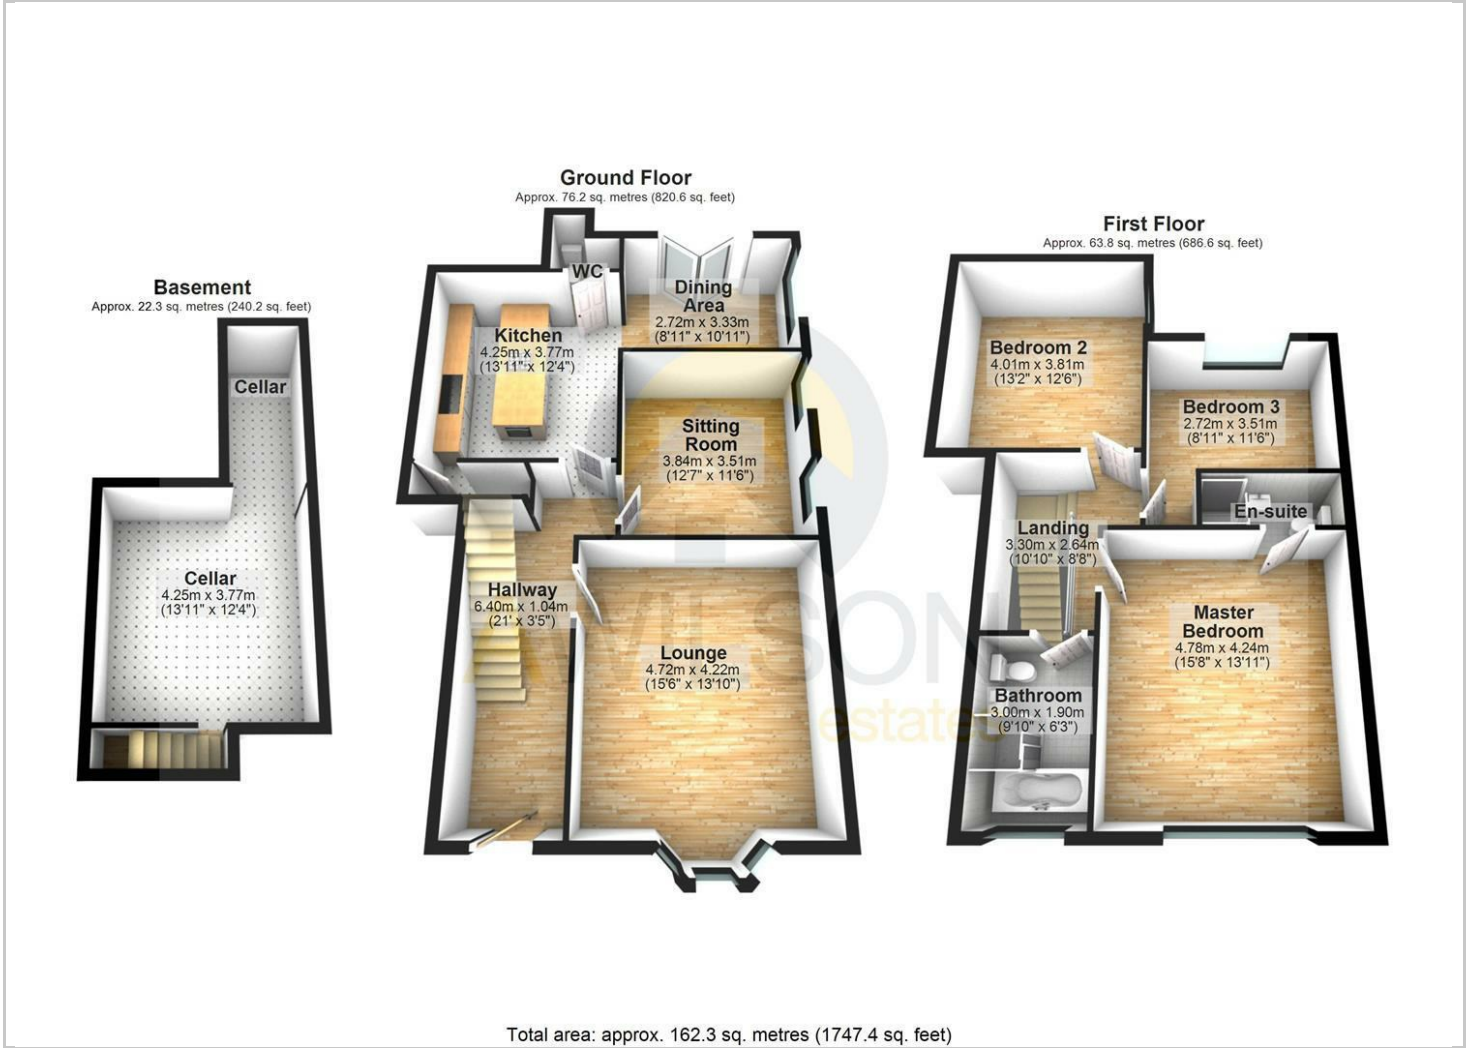 Basement
Approx. 22.3 sq. metres (240.2 sq. feet)
Cellar
Cellar
4.25m x 3.77m
(13'11" x 12'4")
Ground Floor
Approx. 76.2 sq. metres (820.6 sq. feet)
WC
Dining
Area
2.72m x 3.33m
(8'11" x 10'11")
Kitchen
4.25m x 3.77m
(13'11" x 12'4")
Sitting
Room
3.84m x 3.51m
(12'7" x 11'6")
Hallway
6.40m x 1.04m
(21' x 3'5")
Lounge
4.72m x 4.22m
(15'6" x 13'10")
First Floor
Approx. 63.8 sq. metres (686.6 sq. feet)
Bedroom 2
4.01m x 3.81m
(13'2" x 12'6")
Bedroom 3
2.72m x 3.51m
(8'11" x 11'6")
En-suite
Landing
3.30m x 2.64m
(10'10" x 8'8")
Master
Bedroom
4.78m x 4.24m
(15'8" x 13'11")
Bathroom
3.00m x 1.90m
(9'10" x 6'3")
estates
Total area: approx. 162.3 sq. metres (1747.4 sq. feet)